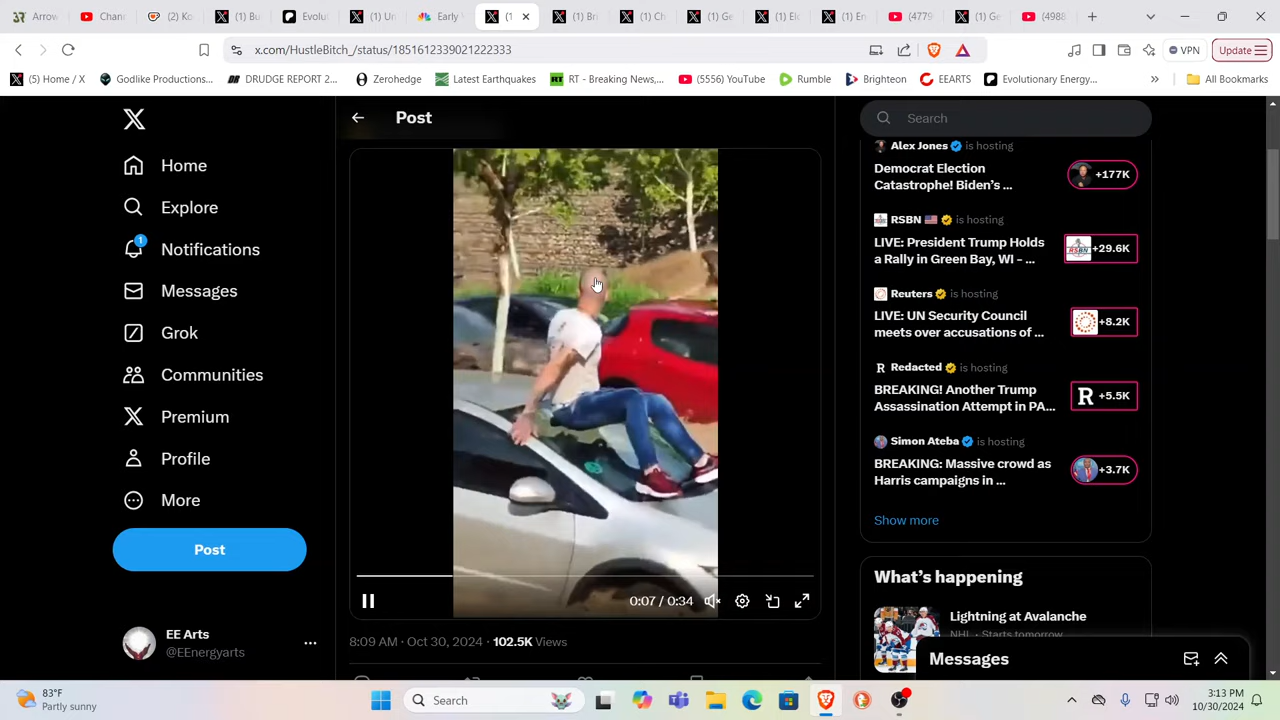 Arrow
Chann
(2) Ko
(1) Bu
Evolu
(1) Un
Early
(1
(1) Br
(1) Ch
(1) Ge
(1) Elo
(1) En
(4779
(1) Ge
(4988
x.com/HustleBitch_/status/1851612339021222333
VPN
Update
(5) Home / X
Godlike Productions...
DRUDGE REPORT 2...
Zerohedge
Latest Earthquakes
RT - Breaking News,...
(5556) YouTube
Rumble
Brighteon
EEARTS
Evolutionary Energy...
All Bookmarks
Home
Explore
1
Notifications
Messages
Grok
Communities
Premium
Profile
More
Post
EE Arts
@EEnergyarts
Post
0:07 / 0:34
8:09 AM · Oct 30, 2024 · 102.5K Views
Search
Alex Jones is hosting
Democrat Election
Catastrophe! Biden's ...
+177K
RSBN is hosting
LIVE: President Trump Holds
a Rally in Green Bay, WI - ...
+29.6K
Reuters is hosting
LIVE: UN Security Council
meets over accusations of ...
+8.2K
Redacted is hosting
BREAKING! Another Trump
Assassination Attempt in PA...
+5.5K
Simon Ateba is hosting
BREAKING: Massive crowd as
Harris campaigns in ...
+3.7K
Show more
What's happening
Lightning at Avalanche
NHL · Starts tomorrow
Messages
83°F
Partly sunny
Search
3:13 PM
10/30/2024